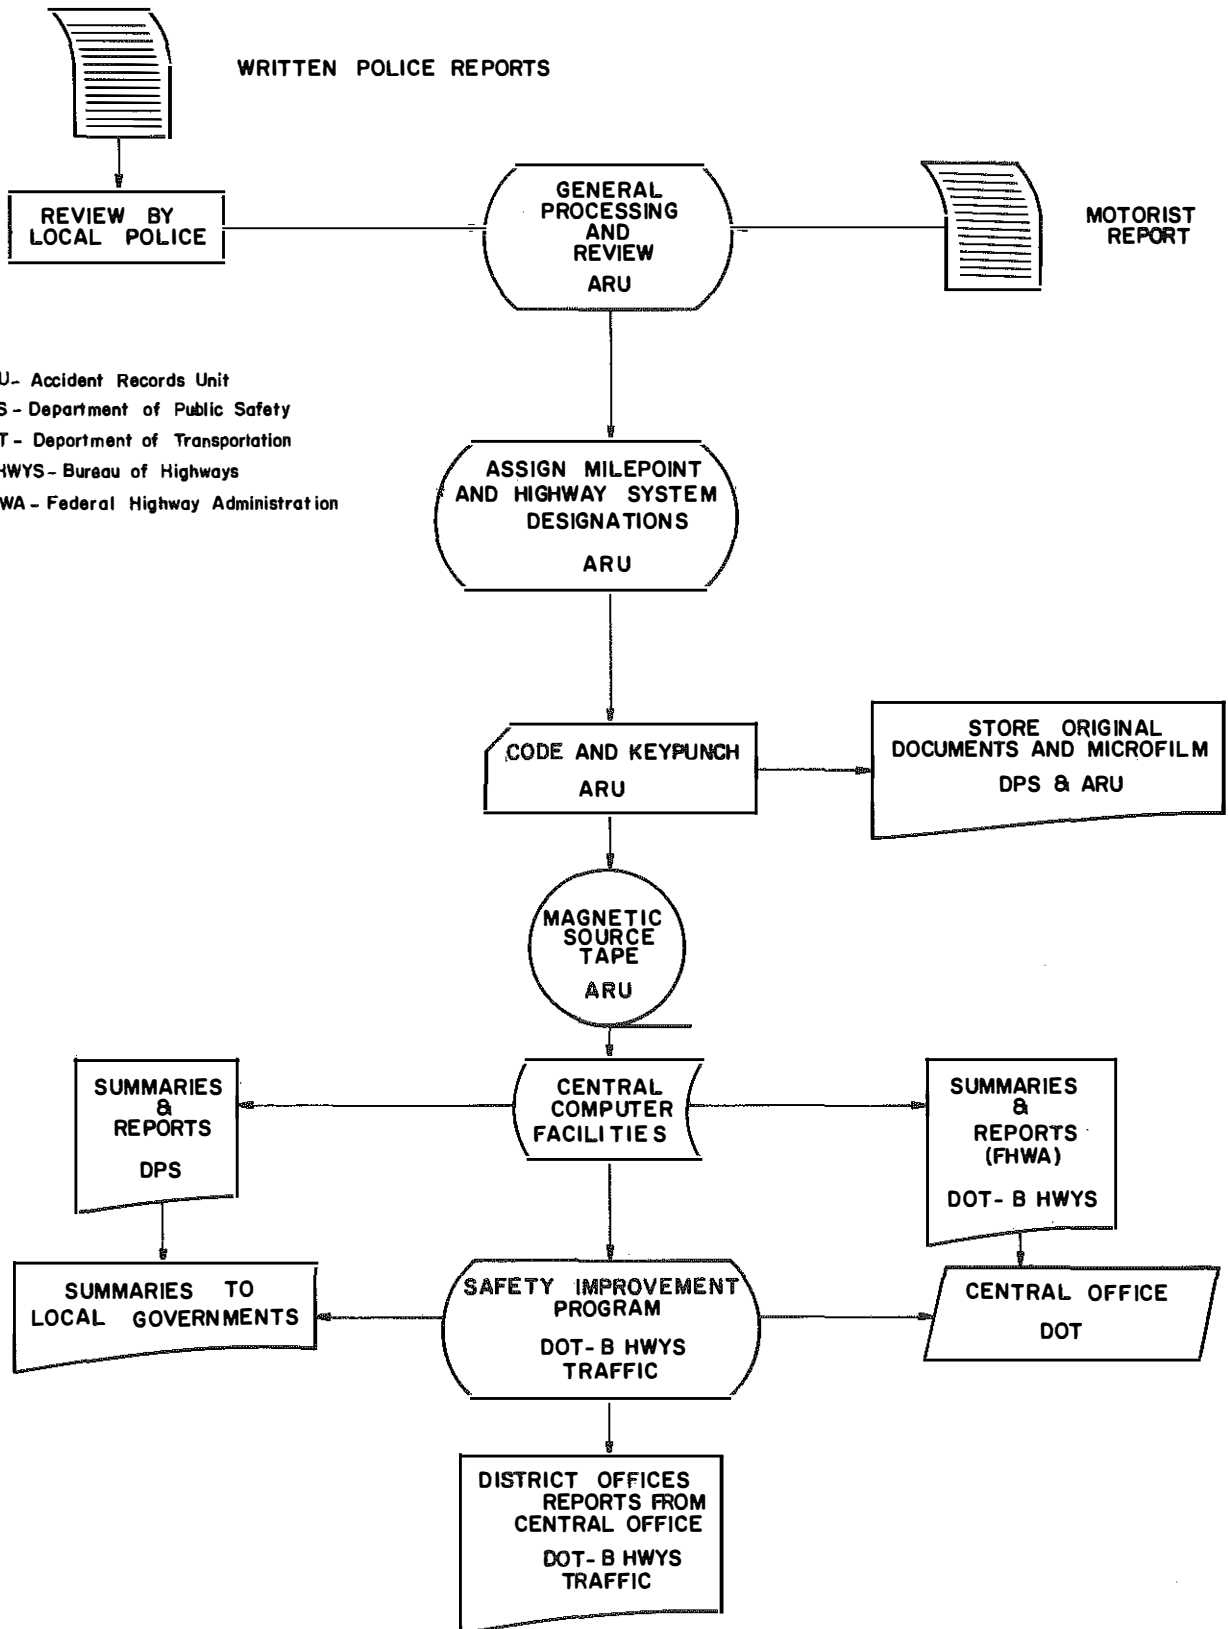 WRITTEN POLICE REPORTS
REVIEW BY
LOCAL POLICE
GENERAL
PROCESSING
AND
REVIEW
ARU
MOTORIST
REPORT
U- Accident Records Unit
S - Department of Public Safety
T - Department of Transportation
HWYS - Bureau of Highways
WA - Federal Highway Administration
ASSIGN MILEPOINT
AND HIGHWAY SYSTEM
DESIGNATIONS
ARU
CODE AND KEYPUNCH
ARU
STORE ORIGINAL
DOCUMENTS AND MICROFILM
DPS & ARU
MAGNETIC
SOURCE
TAPE
ARU
SUMMARIES
&
REPORTS
DPS
CENTRAL
COMPUTER
FACILITIES
SUMMARIES
&
REPORTS
(FHWA)
DOT- B HWYS
SUMMARIES TO
LOCAL GOVERNMENTS
SAFETY IMPROVEMENT
PROGRAM
DOT- B HWYS
TRAFFIC
CENTRAL OFFICE
DOT
DISTRICT OFFICES
REPORTS FROM
CENTRAL OFFICE
DOT- B HWYS
TRAFFIC